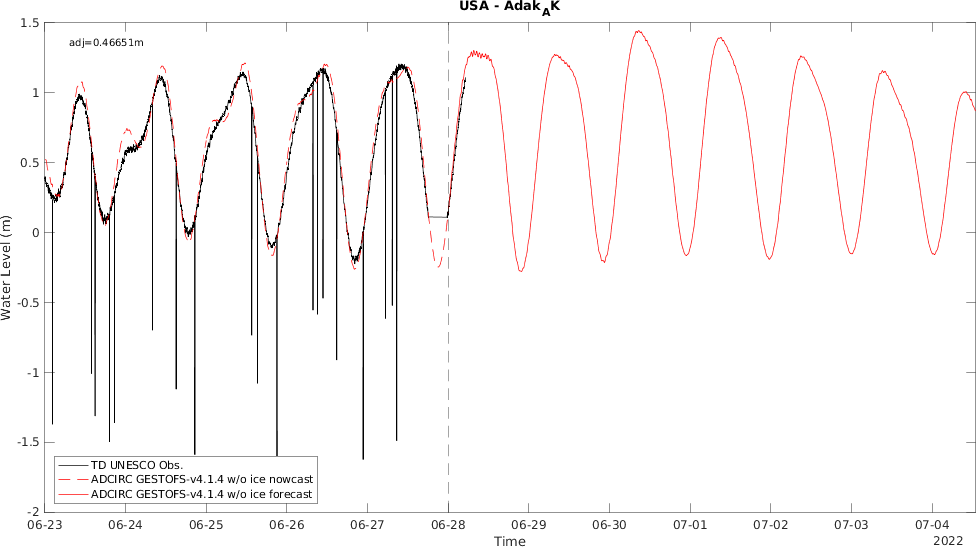 USA - Adak_AK
adj=0.46651m
1.5
1
0.5
0
-0.5
-1
-1.5
-2
Water Level (m)
TD UNESCO Obs.
ADCIRC GESTOFS-v4.1.4 w/o ice nowcast
ADCIRC GESTOFS-v4.1.4 w/o ice forecast
06-23 06-24 06-25 06-26 06-27 06-28 06-29 06-30 07-01 07-02 07-03 07-04
Time
2022